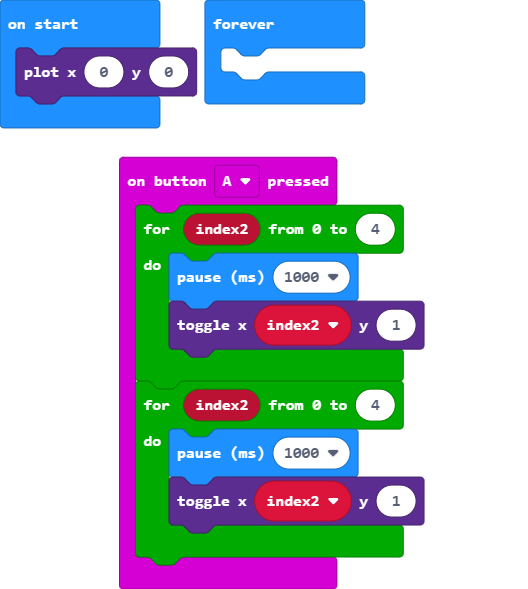 on start
plot x 0 y 0
forever
on button A pressed
for index2 from 0 to 4
do
pause (ms) 1000
toggle x index2 y 1
for index2 from 0 to 4
do
pause (ms) 1000
toggle x index2 y 1